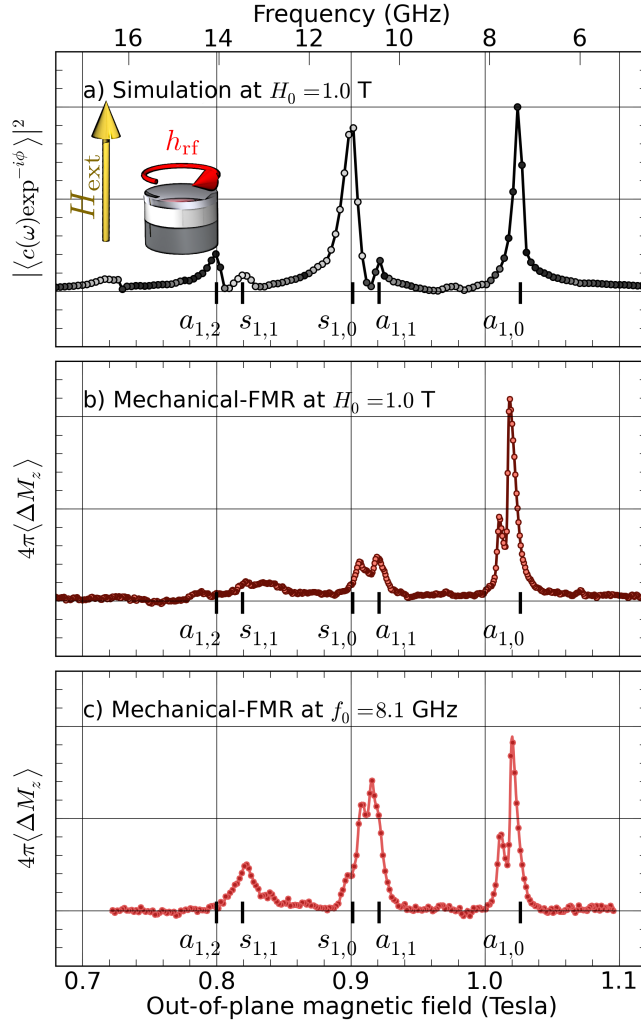 Frequency (GHz)
16 14 12 10 8 6
a) Simulation at H₀ = 1.0 T
|⟨c(ω)exp⁻ⁱᵠ⟩|²
H_ext
h_rf
a₁,₂ s₁,₁ s₁,₀ a₁,₁ a₁,₀
b) Mechanical-FMR at H₀ = 1.0 T
4π⟨ΔM_z⟩
a₁,₂ s₁,₁ s₁,₀ a₁,₁ a₁,₀
c) Mechanical-FMR at f₀ = 8.1 GHz
4π⟨ΔM_z⟩
a₁,₂ s₁,₁ s₁,₀ a₁,₁ a₁,₀
0.7 0.8 0.9 1.0 1.1
Out-of-plane magnetic field (Tesla)